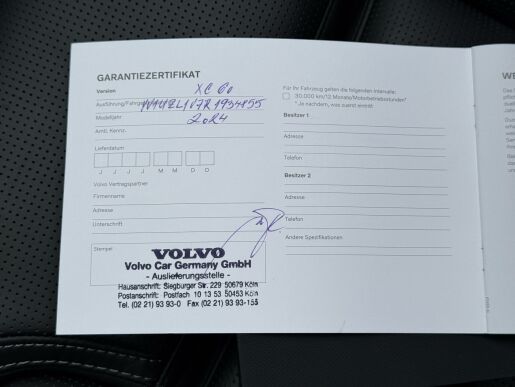 GARANTIEZERTIFIKAT
Version XC 60
Ausführung/Fahrgestellnr.
Modelljahr 2024
Amtl. Kennz.
Lieferdatum
J J J J M M D D
Volvo Vertragspartner
Firmenname
Adresse
Unterschrift
Stempel
VOLVO
Volvo Car Germany GmbH
- Auslieferungsstelle -
Hausanschrift: Siegburger Str. 229 50679 Köln
Postanschrift: Postfach 10 13 53 50453 Köln
Tel. (02 21) 93 93-0 Fax (02 21) 93 93-155
Für Ihr Fahrzeug gelten die folgenden Intervalle:
30.000 km/12 Monate/Motorbetriebsstunden*
* Je nachdem, was zuerst eintritt
Besitzer 1
Adresse
Telefon
Besitzer 2
Adresse
Telefon
Andere Spezifikationen